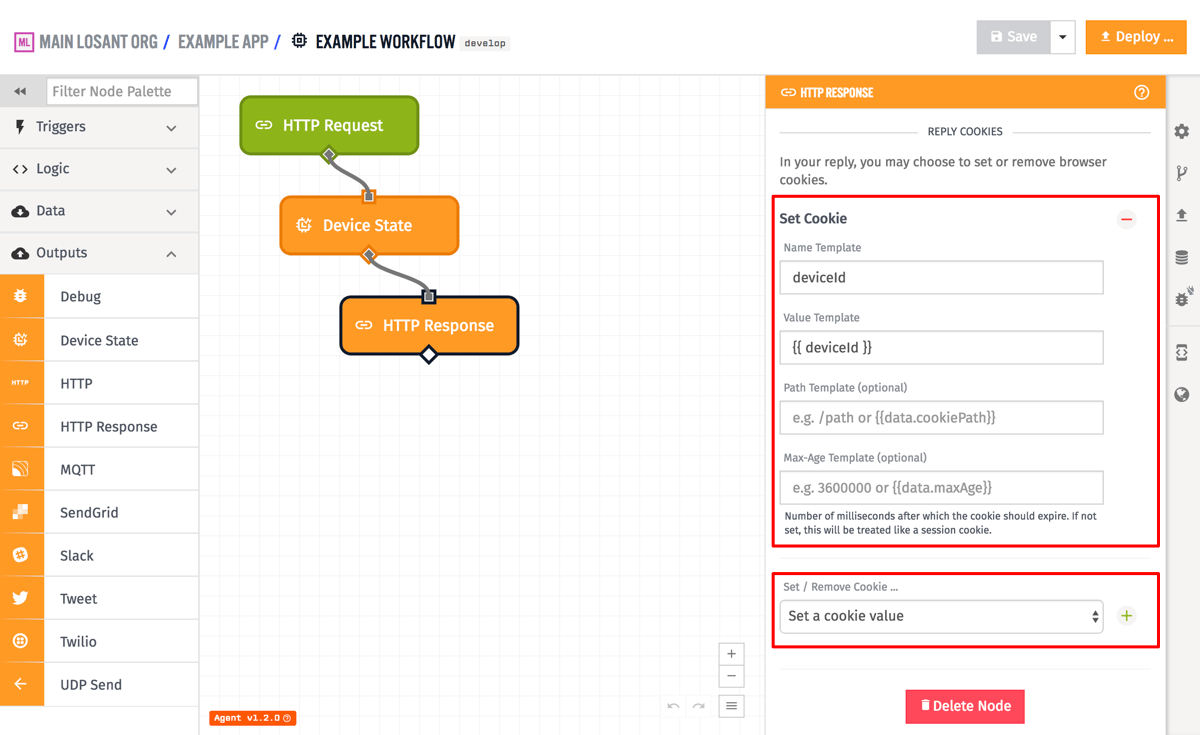 ML MAIN LOSANT ORG / EXAMPLE APP / EXAMPLE WORKFLOW develop
Save
Deploy ...
Filter Node Palette
Triggers
Logic
Data
Outputs
Debug
Device State
HTTP HTTP
HTTP Response
MQTT
SendGrid
Slack
Tweet
Twilio
UDP Send
HTTP Request
Device State
HTTP Response
Agent v1.2.0
HTTP RESPONSE
REPLY COOKIES
In your reply, you may choose to set or remove browser
cookies.
Set Cookie
Name Template
deviceId
Value Template
{{ deviceId }}
Path Template (optional)
e.g. /path or {{data.cookiePath}}
Max-Age Template (optional)
e.g. 3600000 or {{data.maxAge}}
Number of milliseconds after which the cookie should expire. If not
set, this will be treated like a session cookie.
Set / Remove Cookie ...
Set a cookie value
Delete Node